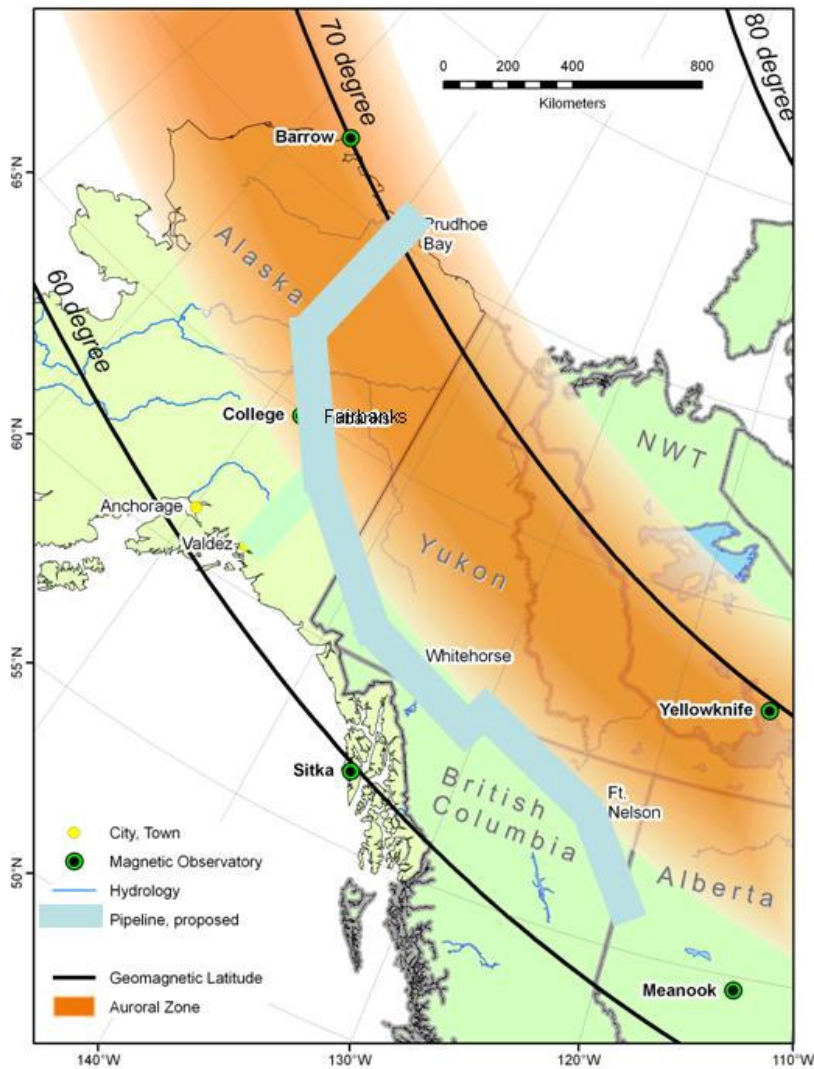 70 degree
80 degree
0 200 400 800
Kilometers
Barrow
65°N
Prudhoe
Bay
Alaska
60 degree
College
Fairbanks
60°N
NWT
Anchorage
Valdez
Yukon
Whitehorse
55°N
Yellowknife
Sitka
British
Columbia
Ft.
Nelson
Alberta
50°N
City, Town
Magnetic Observatory
Hydrology
Pipeline, proposed
Geomagnetic Latitude
Auroral Zone
Meanook
140°W 130°W 120°W 110°W